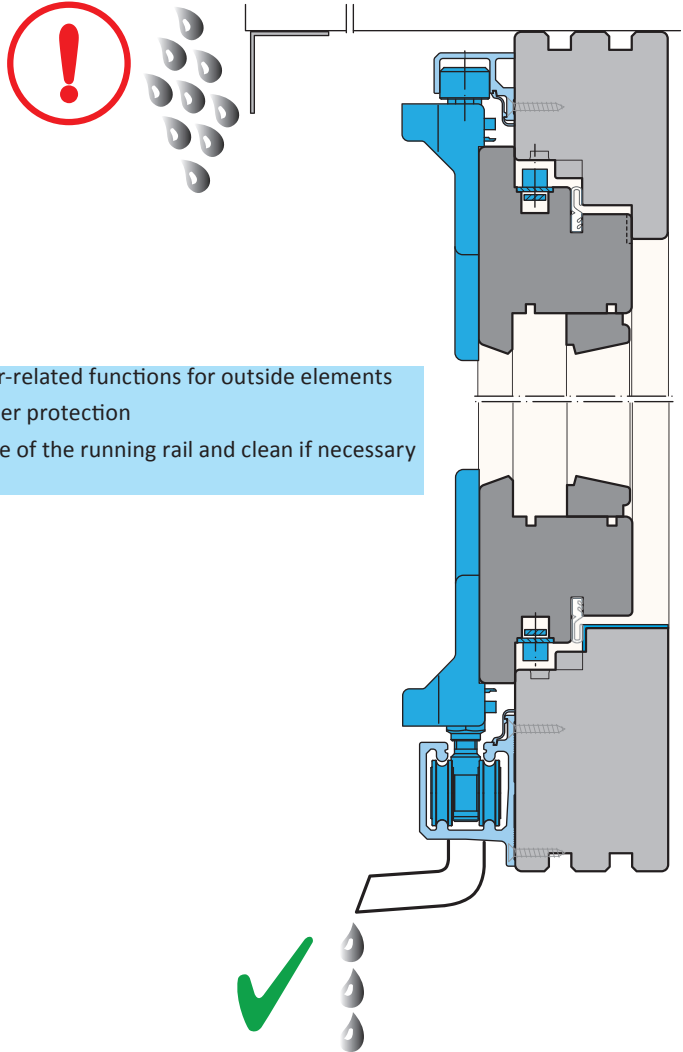 r-related functions for outside elements
er protection
e of the running rail and clean if necessary